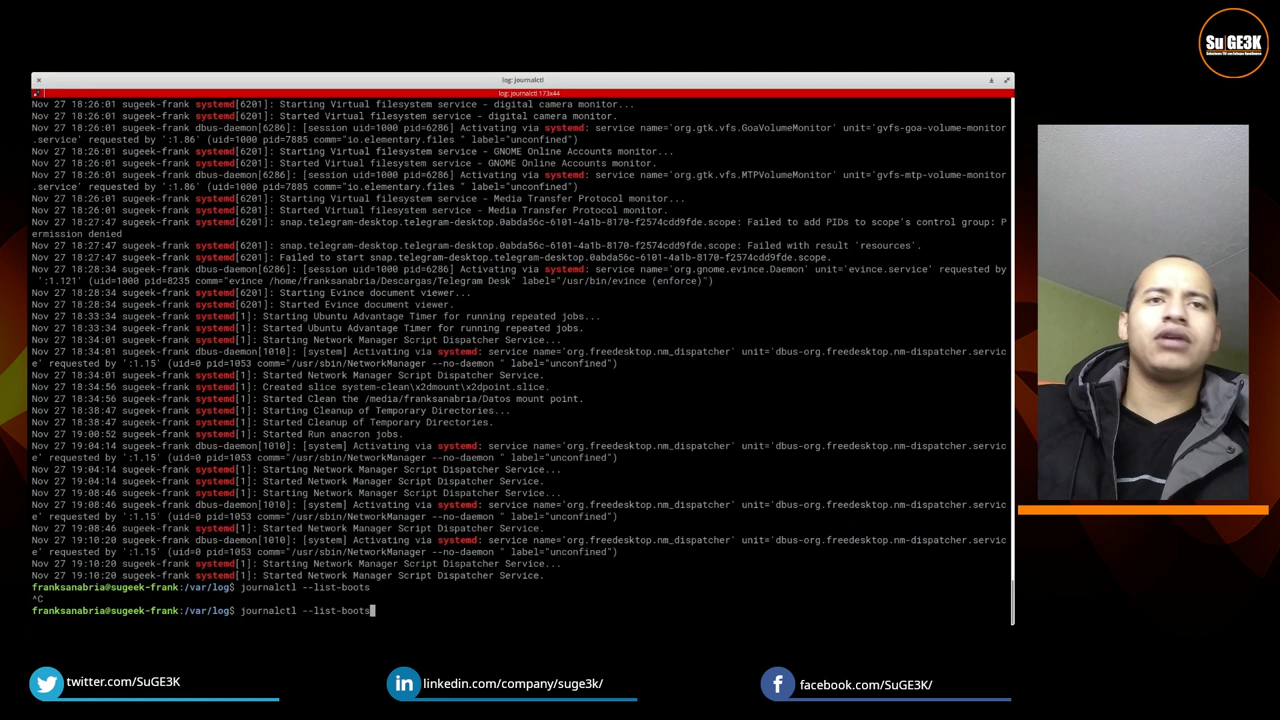 SuGE3K
log: journalctl
log: journalctl 173x44
Nov 27 18:26:01 sugeek-frank systemd[6201]: Starting Virtual filesystem service - digital camera monitor...
Nov 27 18:26:01 sugeek-frank systemd[6201]: Started Virtual filesystem service - digital camera monitor.
Nov 27 18:26:01 sugeek-frank dbus-daemon[6286]: [session uid=1000 pid=6286] Activating via systemd: service name='org.gtk.vfs.GoaVolumeMonitor' unit='gvfs-goa-volume-monitor
.service' requested by ':1.86' (uid=1000 pid=7885 comm="io.elementary.files " label="unconfined")
Nov 27 18:26:01 sugeek-frank systemd[6201]: Starting Virtual filesystem service - GNOME Online Accounts monitor...
Nov 27 18:26:01 sugeek-frank systemd[6201]: Started Virtual filesystem service - GNOME Online Accounts monitor.
Nov 27 18:26:01 sugeek-frank dbus-daemon[6286]: [session uid=1000 pid=6286] Activating via systemd: service name='org.gtk.vfs.MTPVolumeMonitor' unit='gvfs-mtp-volume-monitor
.service' requested by ':1.86' (uid=1000 pid=7885 comm="io.elementary.files " label="unconfined")
Nov 27 18:26:01 sugeek-frank systemd[6201]: Starting Virtual filesystem service - Media Transfer Protocol monitor...
Nov 27 18:26:01 sugeek-frank systemd[6201]: Started Virtual filesystem service - Media Transfer Protocol monitor.
Nov 27 18:27:47 sugeek-frank systemd[6201]: snap.telegram-desktop.telegram-desktop.0abda56c-6101-4a1b-8170-f2574cdd9fde.scope: Failed to add PIDs to scope's control group: P
ermission denied
Nov 27 18:27:47 sugeek-frank systemd[6201]: snap.telegram-desktop.telegram-desktop.0abda56c-6101-4a1b-8170-f2574cdd9fde.scope: Failed with result 'resources'.
Nov 27 18:27:47 sugeek-frank systemd[6201]: Failed to start snap.telegram-desktop.telegram-desktop.0abda56c-6101-4a1b-8170-f2574cdd9fde.scope.
Nov 27 18:28:34 sugeek-frank dbus-daemon[6286]: [session uid=1000 pid=6286] Activating via systemd: service name='org.gnome.evince.Daemon' unit='evince.service' requested by
':1.121' (uid=1000 pid=8235 comm="evince /home/franksanabria/Descargas/Telegram Desk" label="/usr/bin/evince (enforce)")
Nov 27 18:28:34 sugeek-frank systemd[6201]: Starting Evince document viewer...
Nov 27 18:28:34 sugeek-frank systemd[6201]: Started Evince document viewer.
Nov 27 18:33:34 sugeek-frank systemd[1]: Starting Ubuntu Advantage Timer for running repeated jobs...
Nov 27 18:33:34 sugeek-frank systemd[1]: Started Ubuntu Advantage Timer for running repeated jobs.
Nov 27 18:34:01 sugeek-frank systemd[1]: Starting Network Manager Script Dispatcher Service...
Nov 27 18:34:01 sugeek-frank dbus-daemon[1010]: [system] Activating via systemd: service name='org.freedesktop.nm_dispatcher' unit='dbus-org.freedesktop.nm-dispatcher.servic
e' requested by ':1.15' (uid=0 pid=1053 comm="/usr/sbin/NetworkManager --no-daemon " label="unconfined")
Nov 27 18:34:01 sugeek-frank systemd[1]: Started Network Manager Script Dispatcher Service.
Nov 27 18:34:56 sugeek-frank systemd[1]: Created slice system-clean\x2dmount\x2dpoint.slice.
Nov 27 18:34:56 sugeek-frank systemd[1]: Started Clean the /media/franksanabria/Datos mount point.
Nov 27 18:38:47 sugeek-frank systemd[1]: Starting Cleanup of Temporary Directories...
Nov 27 18:38:47 sugeek-frank systemd[1]: Started Cleanup of Temporary Directories.
Nov 27 19:00:52 sugeek-frank systemd[1]: Started Run anacron jobs.
Nov 27 19:04:14 sugeek-frank dbus-daemon[1010]: [system] Activating via systemd: service name='org.freedesktop.nm_dispatcher' unit='dbus-org.freedesktop.nm-dispatcher.servic
e' requested by ':1.15' (uid=0 pid=1053 comm="/usr/sbin/NetworkManager --no-daemon " label="unconfined")
Nov 27 19:04:14 sugeek-frank systemd[1]: Starting Network Manager Script Dispatcher Service...
Nov 27 19:04:14 sugeek-frank systemd[1]: Started Network Manager Script Dispatcher Service.
Nov 27 19:08:46 sugeek-frank systemd[1]: Starting Network Manager Script Dispatcher Service...
Nov 27 19:08:46 sugeek-frank dbus-daemon[1010]: [system] Activating via systemd: service name='org.freedesktop.nm_dispatcher' unit='dbus-org.freedesktop.nm-dispatcher.servic
e' requested by ':1.15' (uid=0 pid=1053 comm="/usr/sbin/NetworkManager --no-daemon " label="unconfined")
Nov 27 19:08:46 sugeek-frank systemd[1]: Started Network Manager Script Dispatcher Service.
Nov 27 19:10:20 sugeek-frank dbus-daemon[1010]: [system] Activating via systemd: service name='org.freedesktop.nm_dispatcher' unit='dbus-org.freedesktop.nm-dispatcher.servic
e' requested by ':1.15' (uid=0 pid=1053 comm="/usr/sbin/NetworkManager --no-daemon " label="unconfined")
Nov 27 19:10:20 sugeek-frank systemd[1]: Starting Network Manager Script Dispatcher Service...
Nov 27 19:10:20 sugeek-frank systemd[1]: Started Network Manager Script Dispatcher Service.
franksanabria@sugeek-frank:/var/log$ journalctl --list-boots
^C
franksanabria@sugeek-frank:/var/log$ journalctl --list-boots
twitter.com/SuGE3K
linkedin.com/company/suge3k/
facebook.com/SuGE3K/